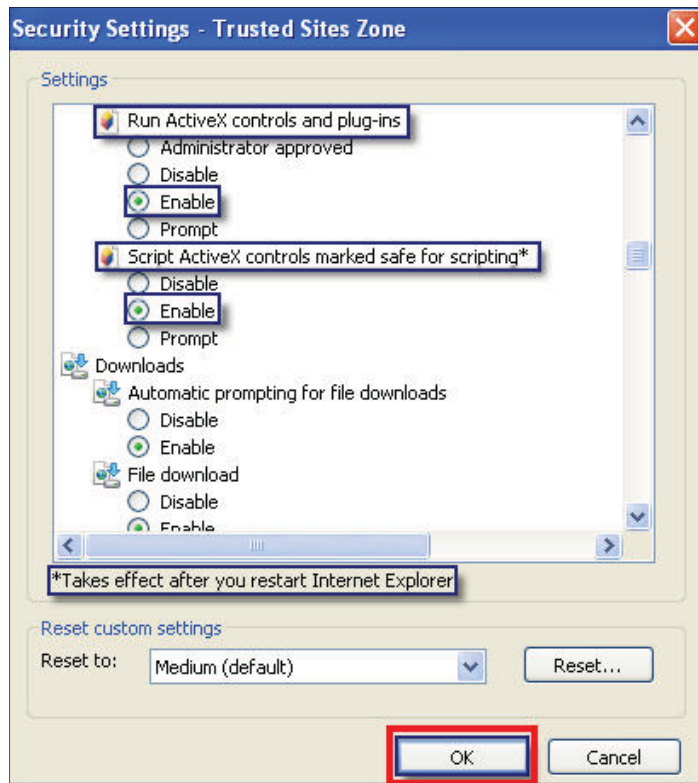 Security Settings - Trusted Sites Zone
Settings
Run ActiveX controls and plug-ins
Administrator approved
Disable
Enable
Prompt
Script ActiveX controls marked safe for scripting*
Disable
Enable
Prompt
Downloads
Automatic prompting for file downloads
Disable
Enable
File download
Disable
Enable
*Takes effect after you restart Internet Explorer
Reset custom settings
Reset to: Medium (default) Reset...
OK Cancel